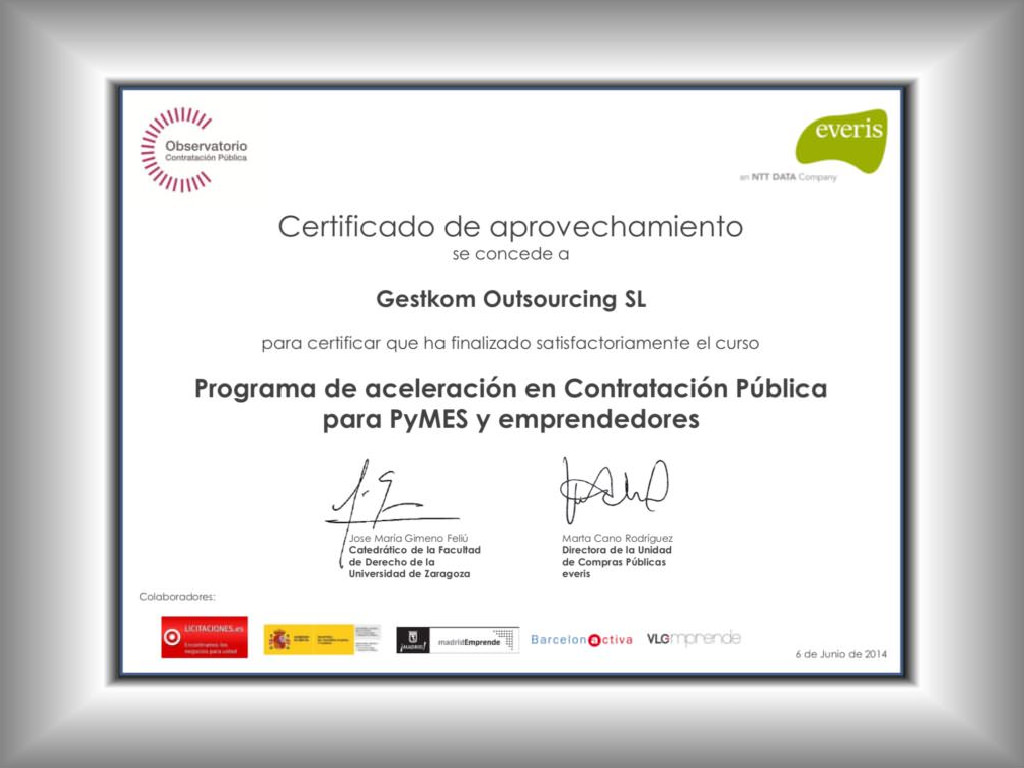 Observatorio
Contratación Pública
everis
an NTT DATA Company
Certificado de aprovechamiento
se concede a
Gestkom Outsourcing SL
para certificar que ha finalizado satisfactoriamente el curso
Programa de aceleración en Contratación Pública
para PyMES y emprendedores
Jose María Gimeno Feliú
Catedrático de la Facultad
de Derecho de la
Universidad de Zaragoza
Marta Cano Rodríguez
Directora de la Unidad
de Compras Públicas
everis
Colaboradores:
LICITACIONES.es
Encontramos los
negocios para usted
¡MADRID!
madridEmprende
Barcelonactiva
VLCemprende
6 de Junio de 2014